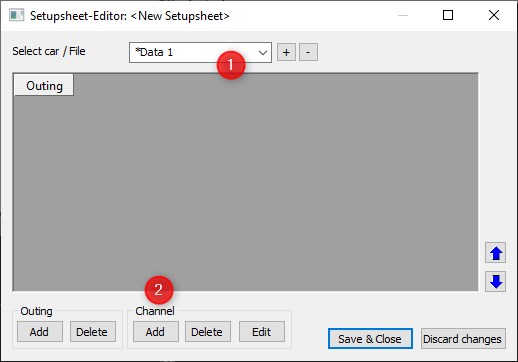 Setupsheet-Editor: <New Setupsheet>
Select car / File *Data 1 + -
1
Outing
2
Outing Channel
Add Delete Add Delete Edit Save & Close Discard changes